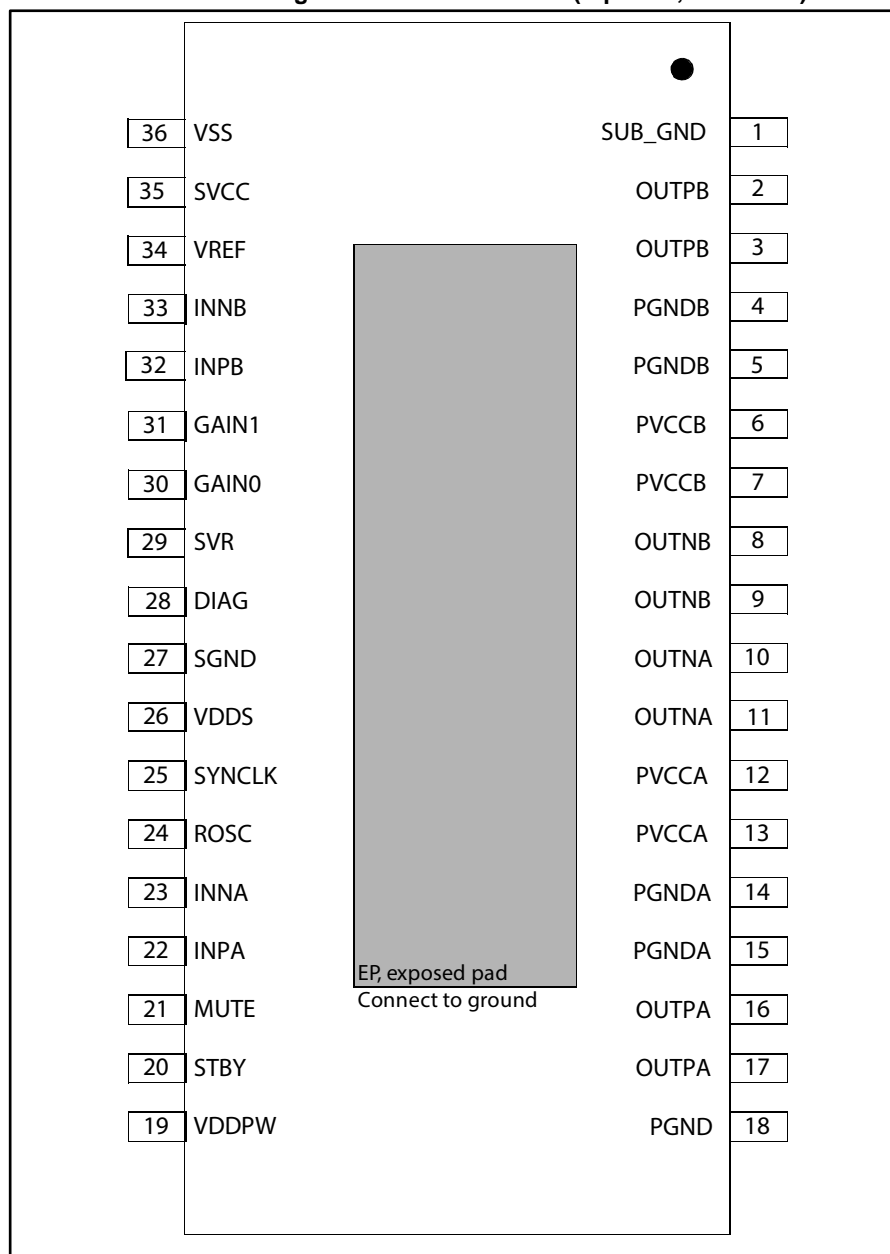 36 VSS SUB_GND 1
35 SVCC OUTPB 2
34 VREF OUTPB 3
33 INNB PGNDB 4
32 INPB PGNDB 5
31 GAIN1 PVCCB 6
30 GAIN0 PVCCB 7
29 SVR OUTNB 8
28 DIAG OUTNB 9
27 SGND OUTNA 10
26 VDDS OUTNA 11
25 SYNCLK PVCCA 12
24 ROSC PVCCA 13
23 INNA PGNDA 14
22 INPA PGNDA 15
EP, exposed pad
Connect to ground
21 MUTE OUTPA 16
20 STBY OUTPA 17
19 VDDPW PGND 18